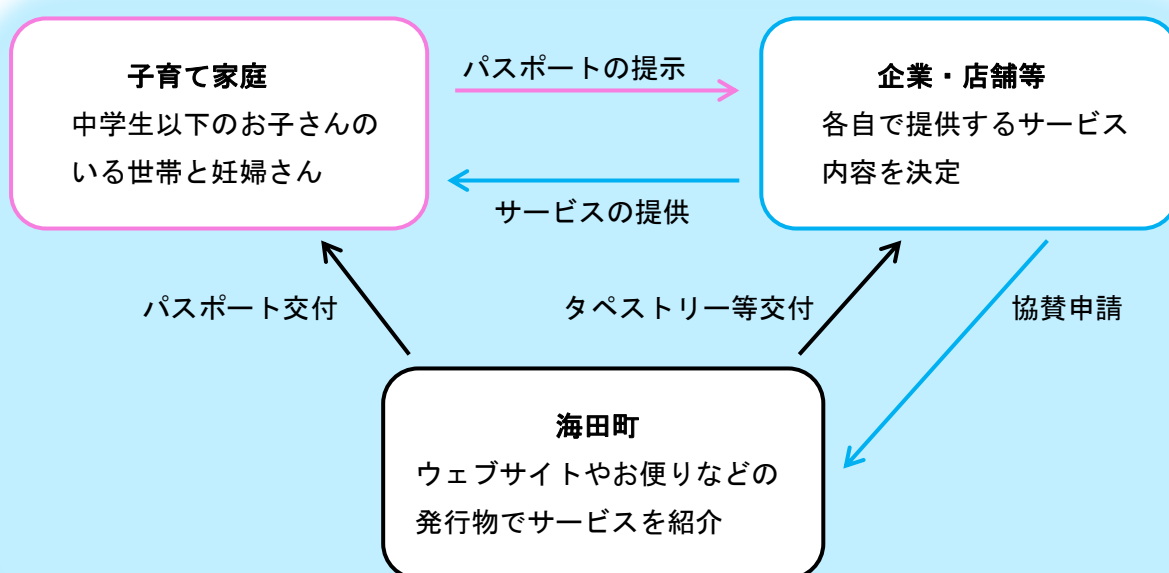 子育て家庭
中学生以下のお子さんの
いる世帯と妊婦さん
パスポートの提示
サービスの提供
企業・店舗等
各自で提供するサービス
内容を決定
パスポート交付
タペストリー等交付
協賛申請
海田町
ウェブサイトやお便りなどの
発行物でサービスを紹介